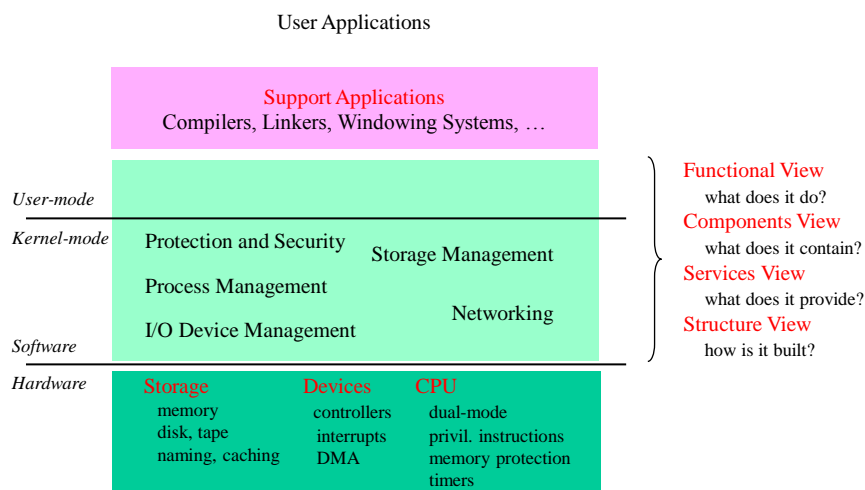 User Applications
Support Applications
Compilers, Linkers, Windowing Systems, …
User-mode
Kernel-mode
Protection and Security
Storage Management
Process Management
Networking
I/O Device Management
Software
Hardware
Functional View
what does it do?
Components View
what does it contain?
Services View
what does it provide?
Structure View
how is it built?
Storage
memory
disk, tape
naming, caching
Devices
controllers
interrupts
DMA
CPU
dual-mode
privil. instructions
memory protection
timers